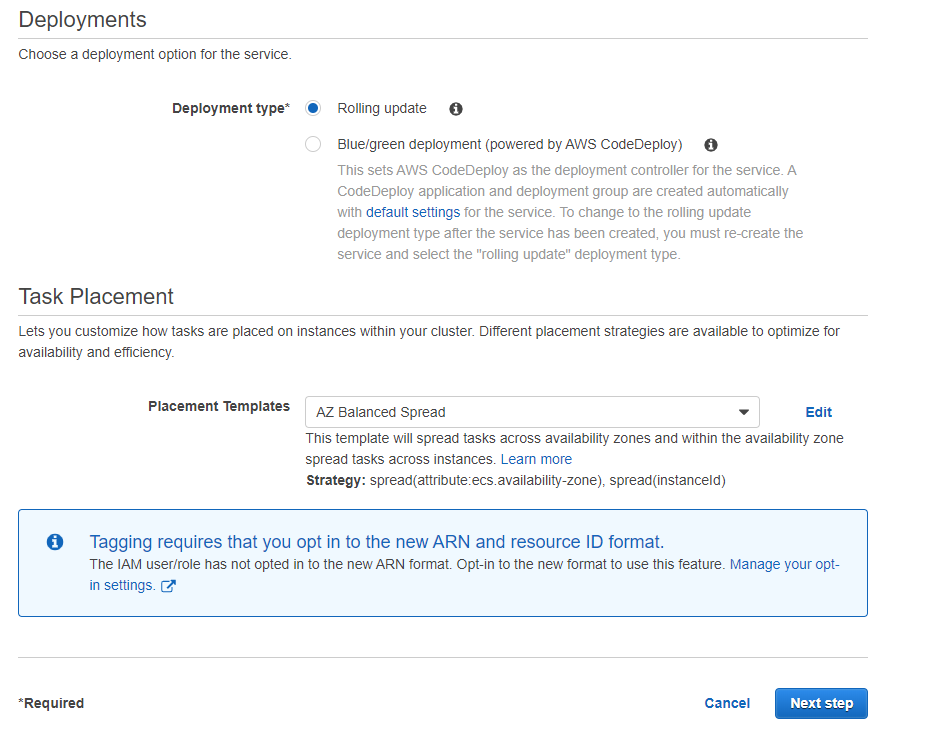 Deployments
Choose a deployment option for the service.
Deployment type* Rolling update
Blue/green deployment (powered by AWS CodeDeploy)
This sets AWS CodeDeploy as the deployment controller for the service. A
CodeDeploy application and deployment group are created automatically
with default settings for the service. To change to the rolling update
deployment type after the service has been created, you must re-create the
service and select the "rolling update" deployment type.
Task Placement
Lets you customize how tasks are placed on instances within your cluster. Different placement strategies are available to optimize for
availability and efficiency.
Placement Templates AZ Balanced Spread Edit
This template will spread tasks across availability zones and within the availability zone
spread tasks across instances. Learn more
Strategy: spread(attribute:ecs.availability-zone), spread(instanceId)
Tagging requires that you opt in to the new ARN and resource ID format.
The IAM user/role has not opted in to the new ARN format. Opt-in to the new format to use this feature. Manage your opt-
in settings.
*Required Cancel Next step